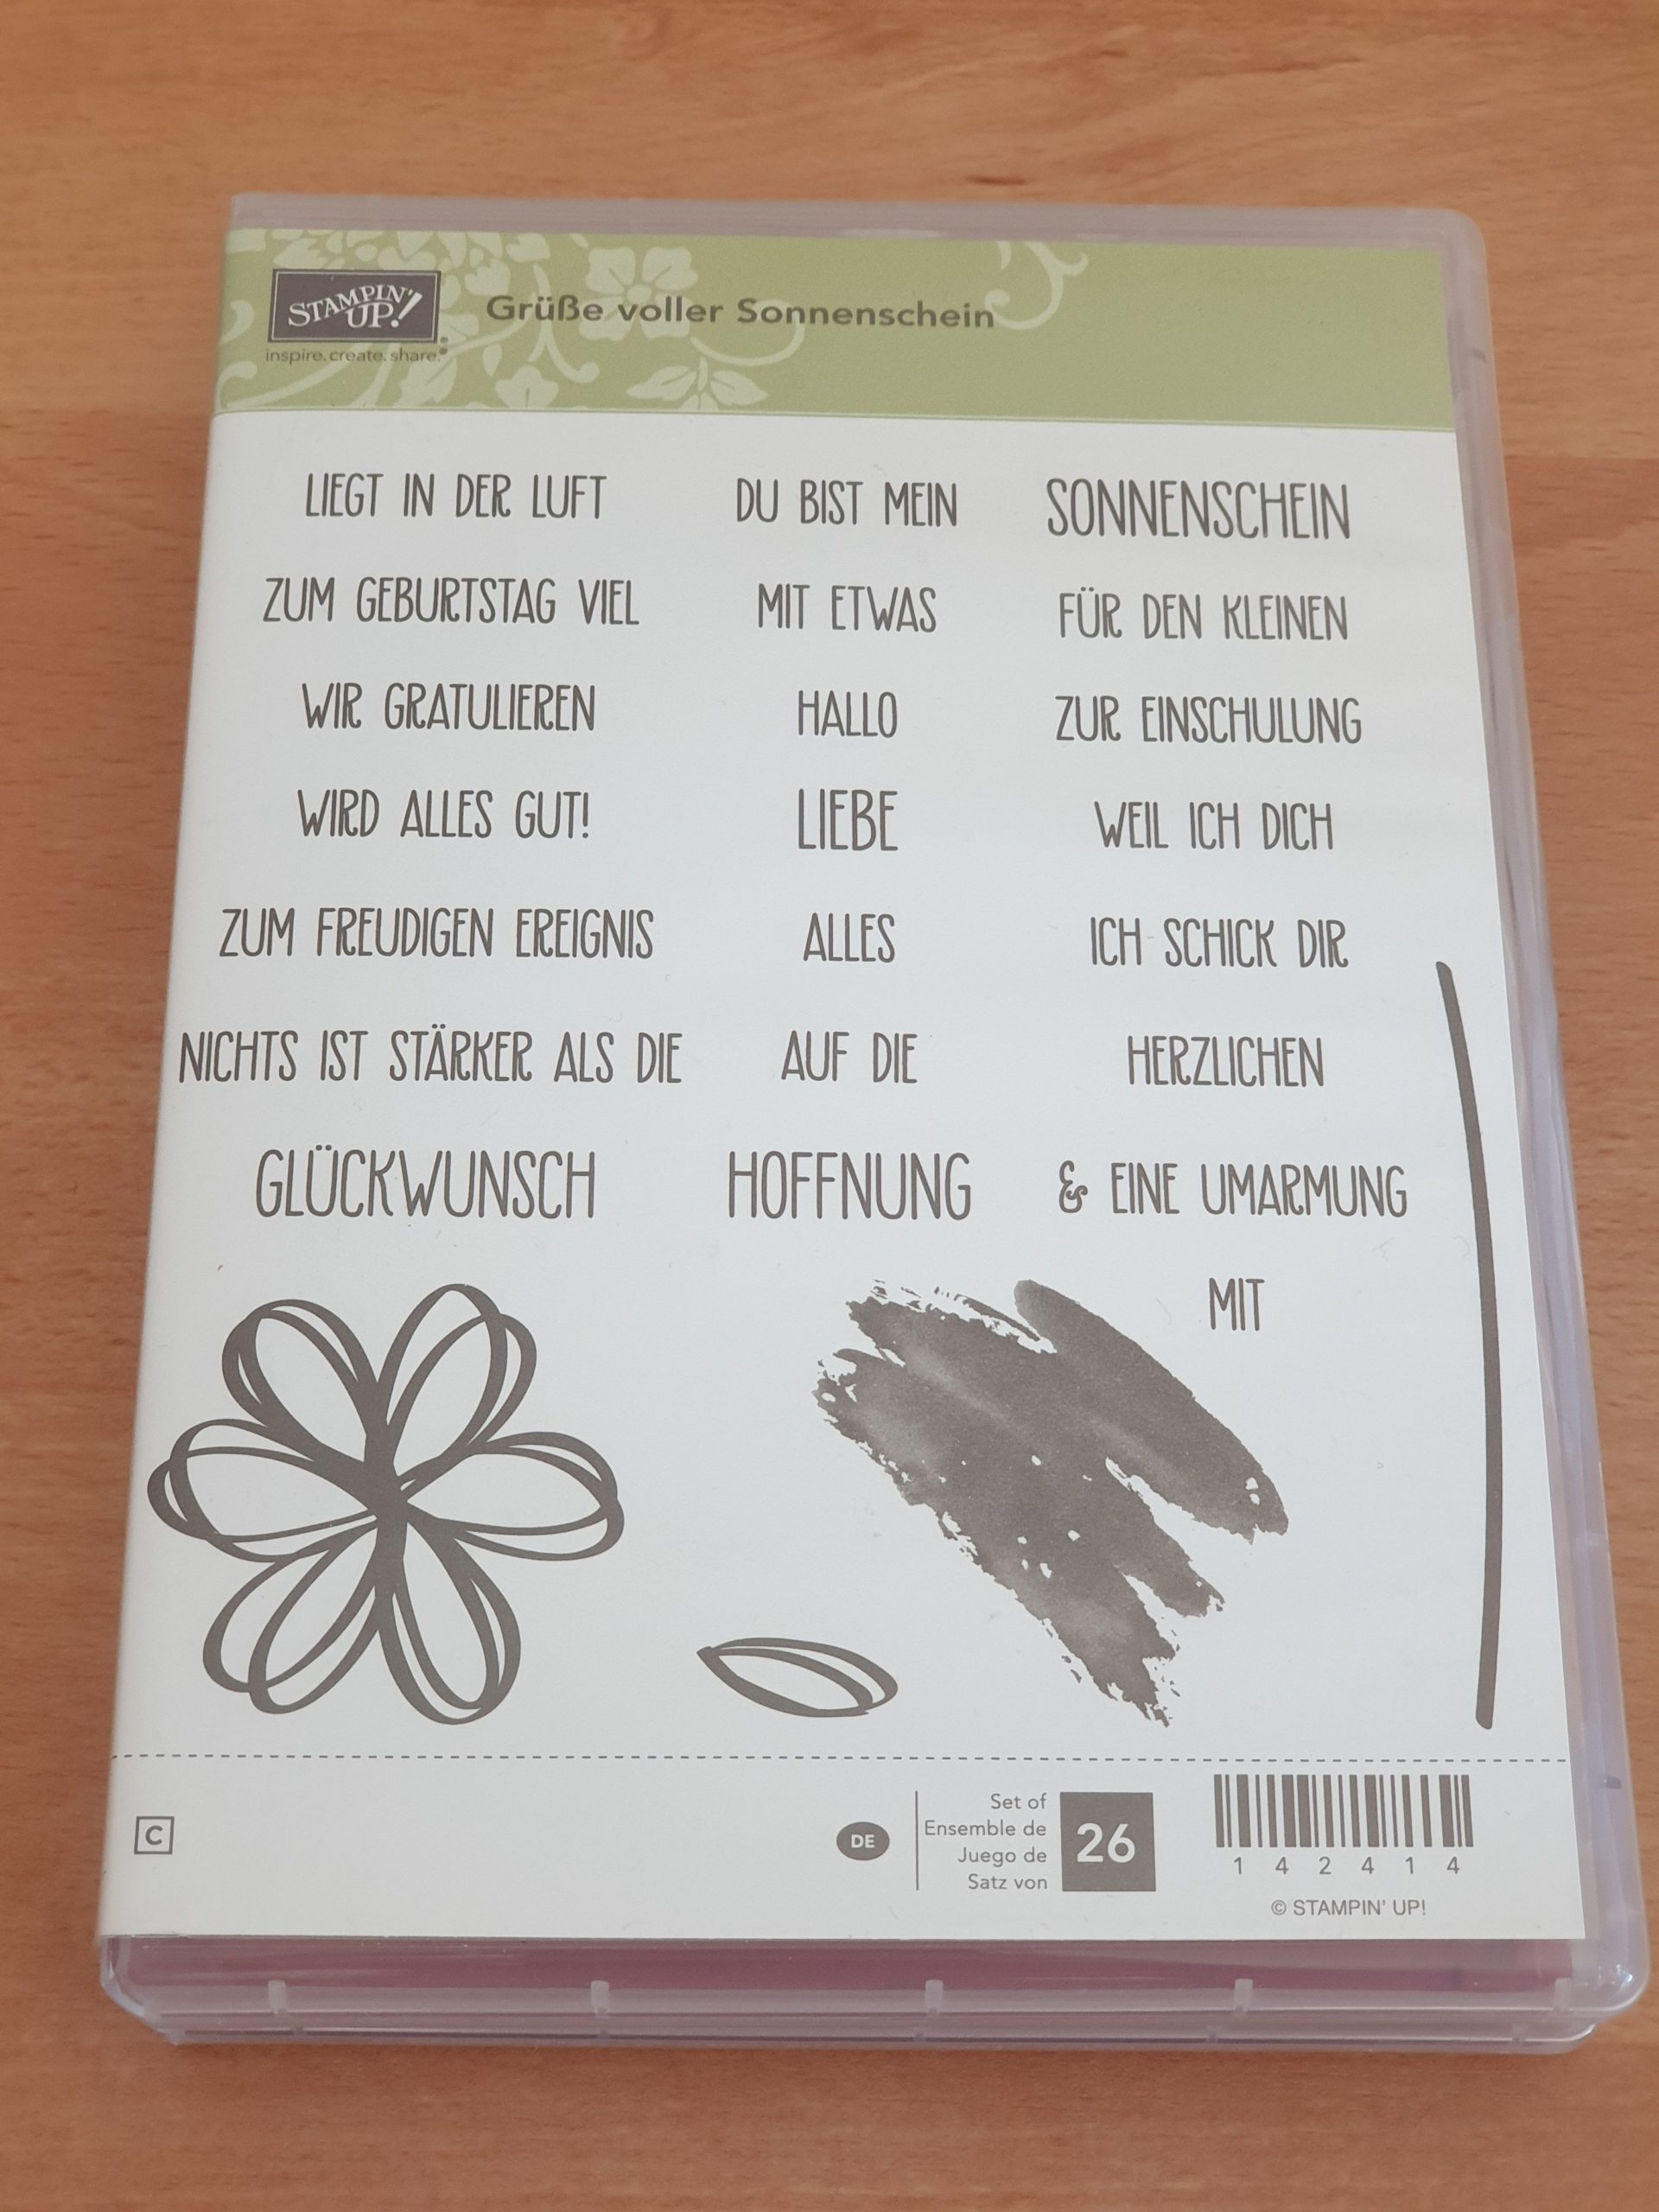 STAMPIN' UP!
inspire. create. share.
Grüße voller Sonnenschein
LIEGT IN DER LUFT
DU BIST MEIN
SONNENSCHEIN
ZUM GEBURTSTAG VIEL
MIT ETWAS
FÜR DEN KLEINEN
WIR GRATULIEREN
HALLO
ZUR EINSCHULUNG
WIRD ALLES GUT!
LIEBE
WEIL ICH DICH
ZUM FREUDIGEN EREIGNIS
ALLES
ICH SCHICK DIR
NICHTS IST STÄRKER ALS DIE
AUF DIE
HERZLICHEN
GLÜCKWUNSCH
HOFFNUNG
& EINE UMARMUNG
MIT
C
DE
Set of
Ensemble de
Juego de
Satz von
26
1 4 2 4 1 4
© STAMPIN' UP!